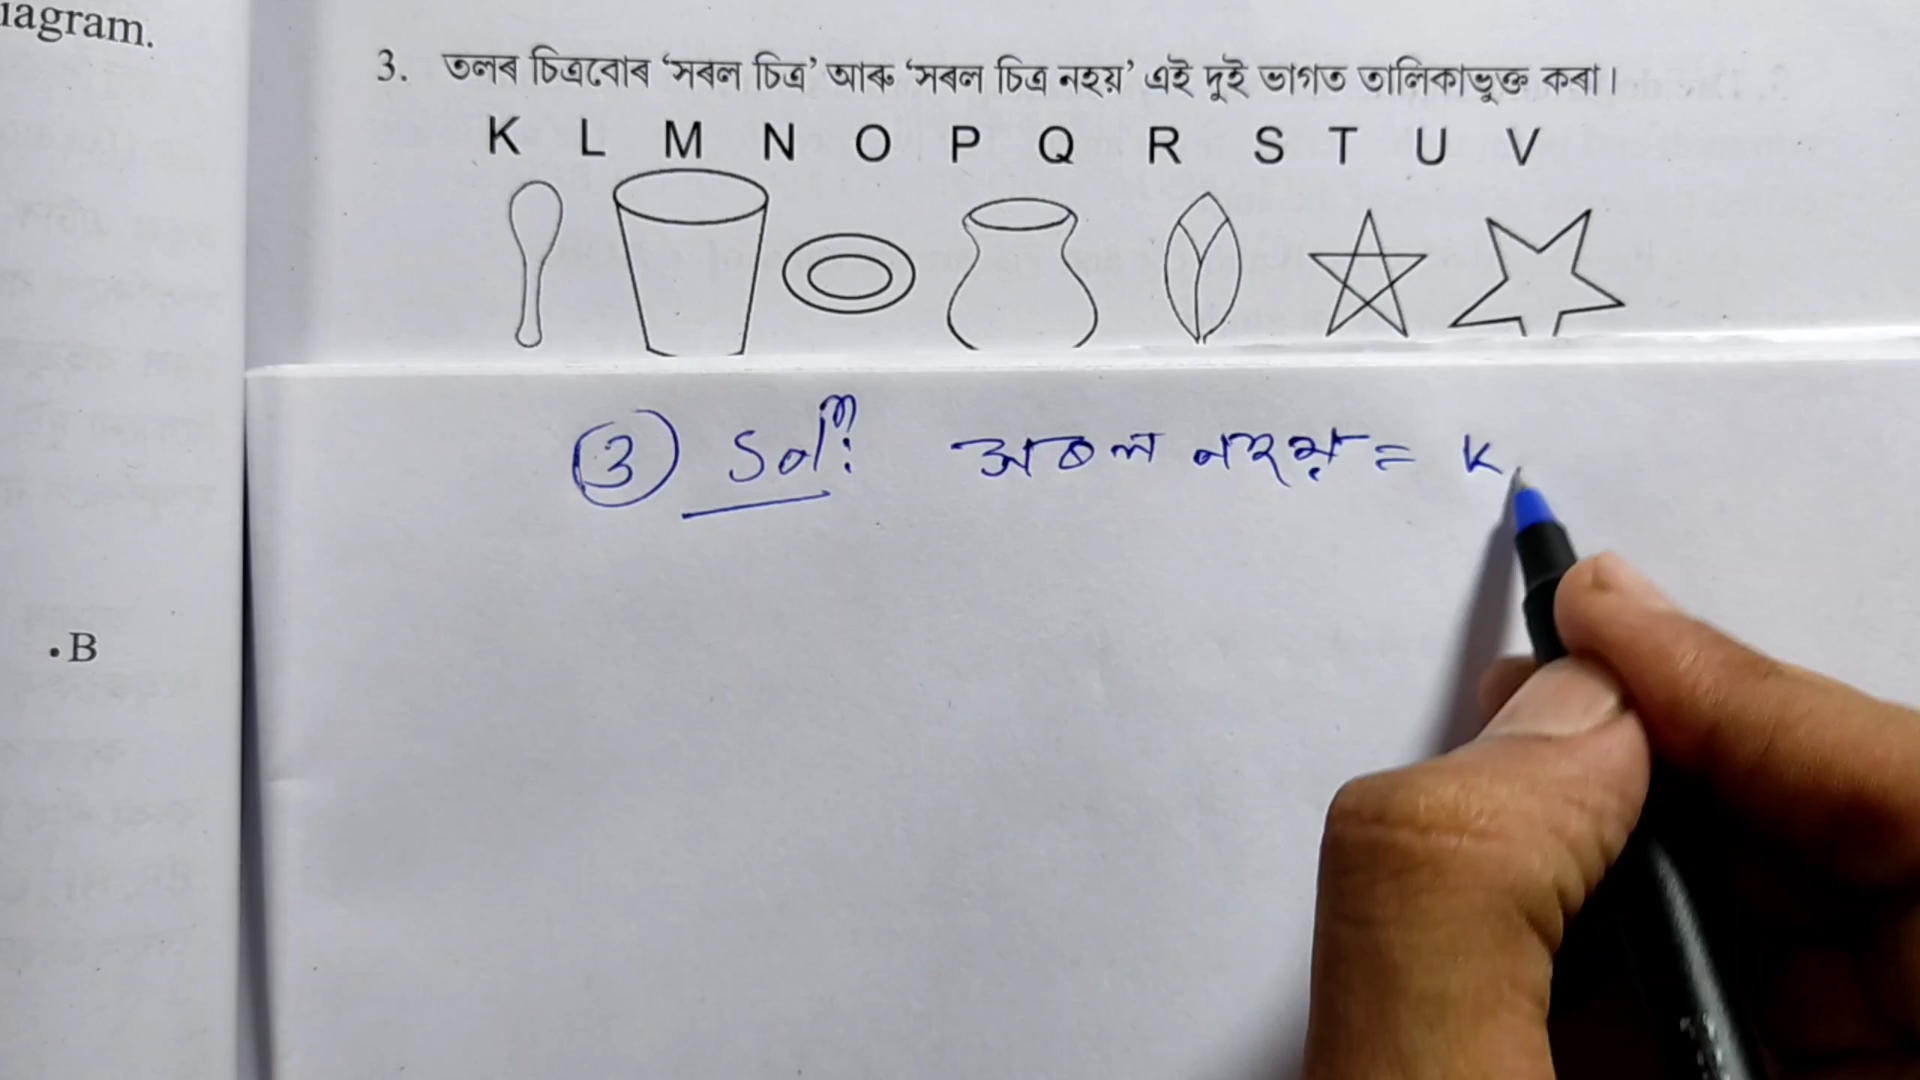 iagram.
3. তলৰ চিত্ৰবোৰ ‘সৰল চিত্ৰ’ আৰু ‘সৰল চিত্ৰ নহয়’ এই দুই ভাগত তালিকাভুক্ত কৰা।
K L M N O P Q R S T U V
③ Solⁿ: সৰল নহয় = K
.B